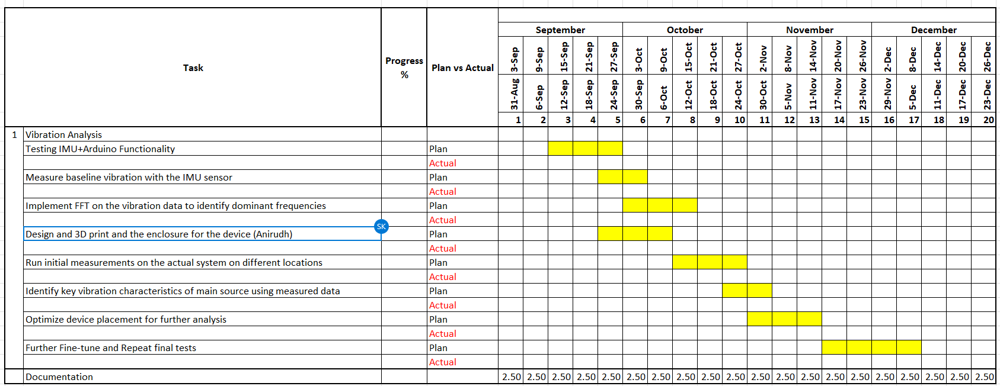 September October November December
Task Progress % Plan vs Actual
3-Sep 9-Sep 15-Sep 21-Sep 27-Sep 3-Oct 9-Oct 15-Oct 21-Oct 27-Oct 2-Nov 8-Nov 14-Nov 20-Nov 26-Nov 2-Dec 8-Dec 14-Dec 20-Dec 26-Dec
31-Aug 6-Sep 12-Sep 18-Sep 24-Sep 30-Sep 6-Oct 12-Oct 18-Oct 24-Oct 30-Oct 5-Nov 11-Nov 17-Nov 23-Nov 29-Nov 5-Dec 11-Dec 17-Dec 23-Dec
1 2 3 4 5 6 7 8 9 10 11 12 13 14 15 16 17 18 19 20
1 Vibration Analysis
Testing IMU+Arduino Functionality Plan
Actual
Measure baseline vibration with the IMU sensor Plan
Actual
Implement FFT on the vibration data to identify dominant frequencies Plan
Actual
SK
Design and 3D print and the enclosure for the device (Anirudh) Plan
Actual
Run initial measurements on the actual system on different locations Plan
Actual
Identify key vibration characteristics of main source using measured data Plan
Actual
Optimize device placement for further analysis Plan
Actual
Further Fine-tune and Repeat final tests Plan
Actual
Documentation 2.50 2.50 2.50 2.50 2.50 2.50 2.50 2.50 2.50 2.50 2.50 2.50 2.50 2.50 2.50 2.50 2.50 2.50 2.50 2.50